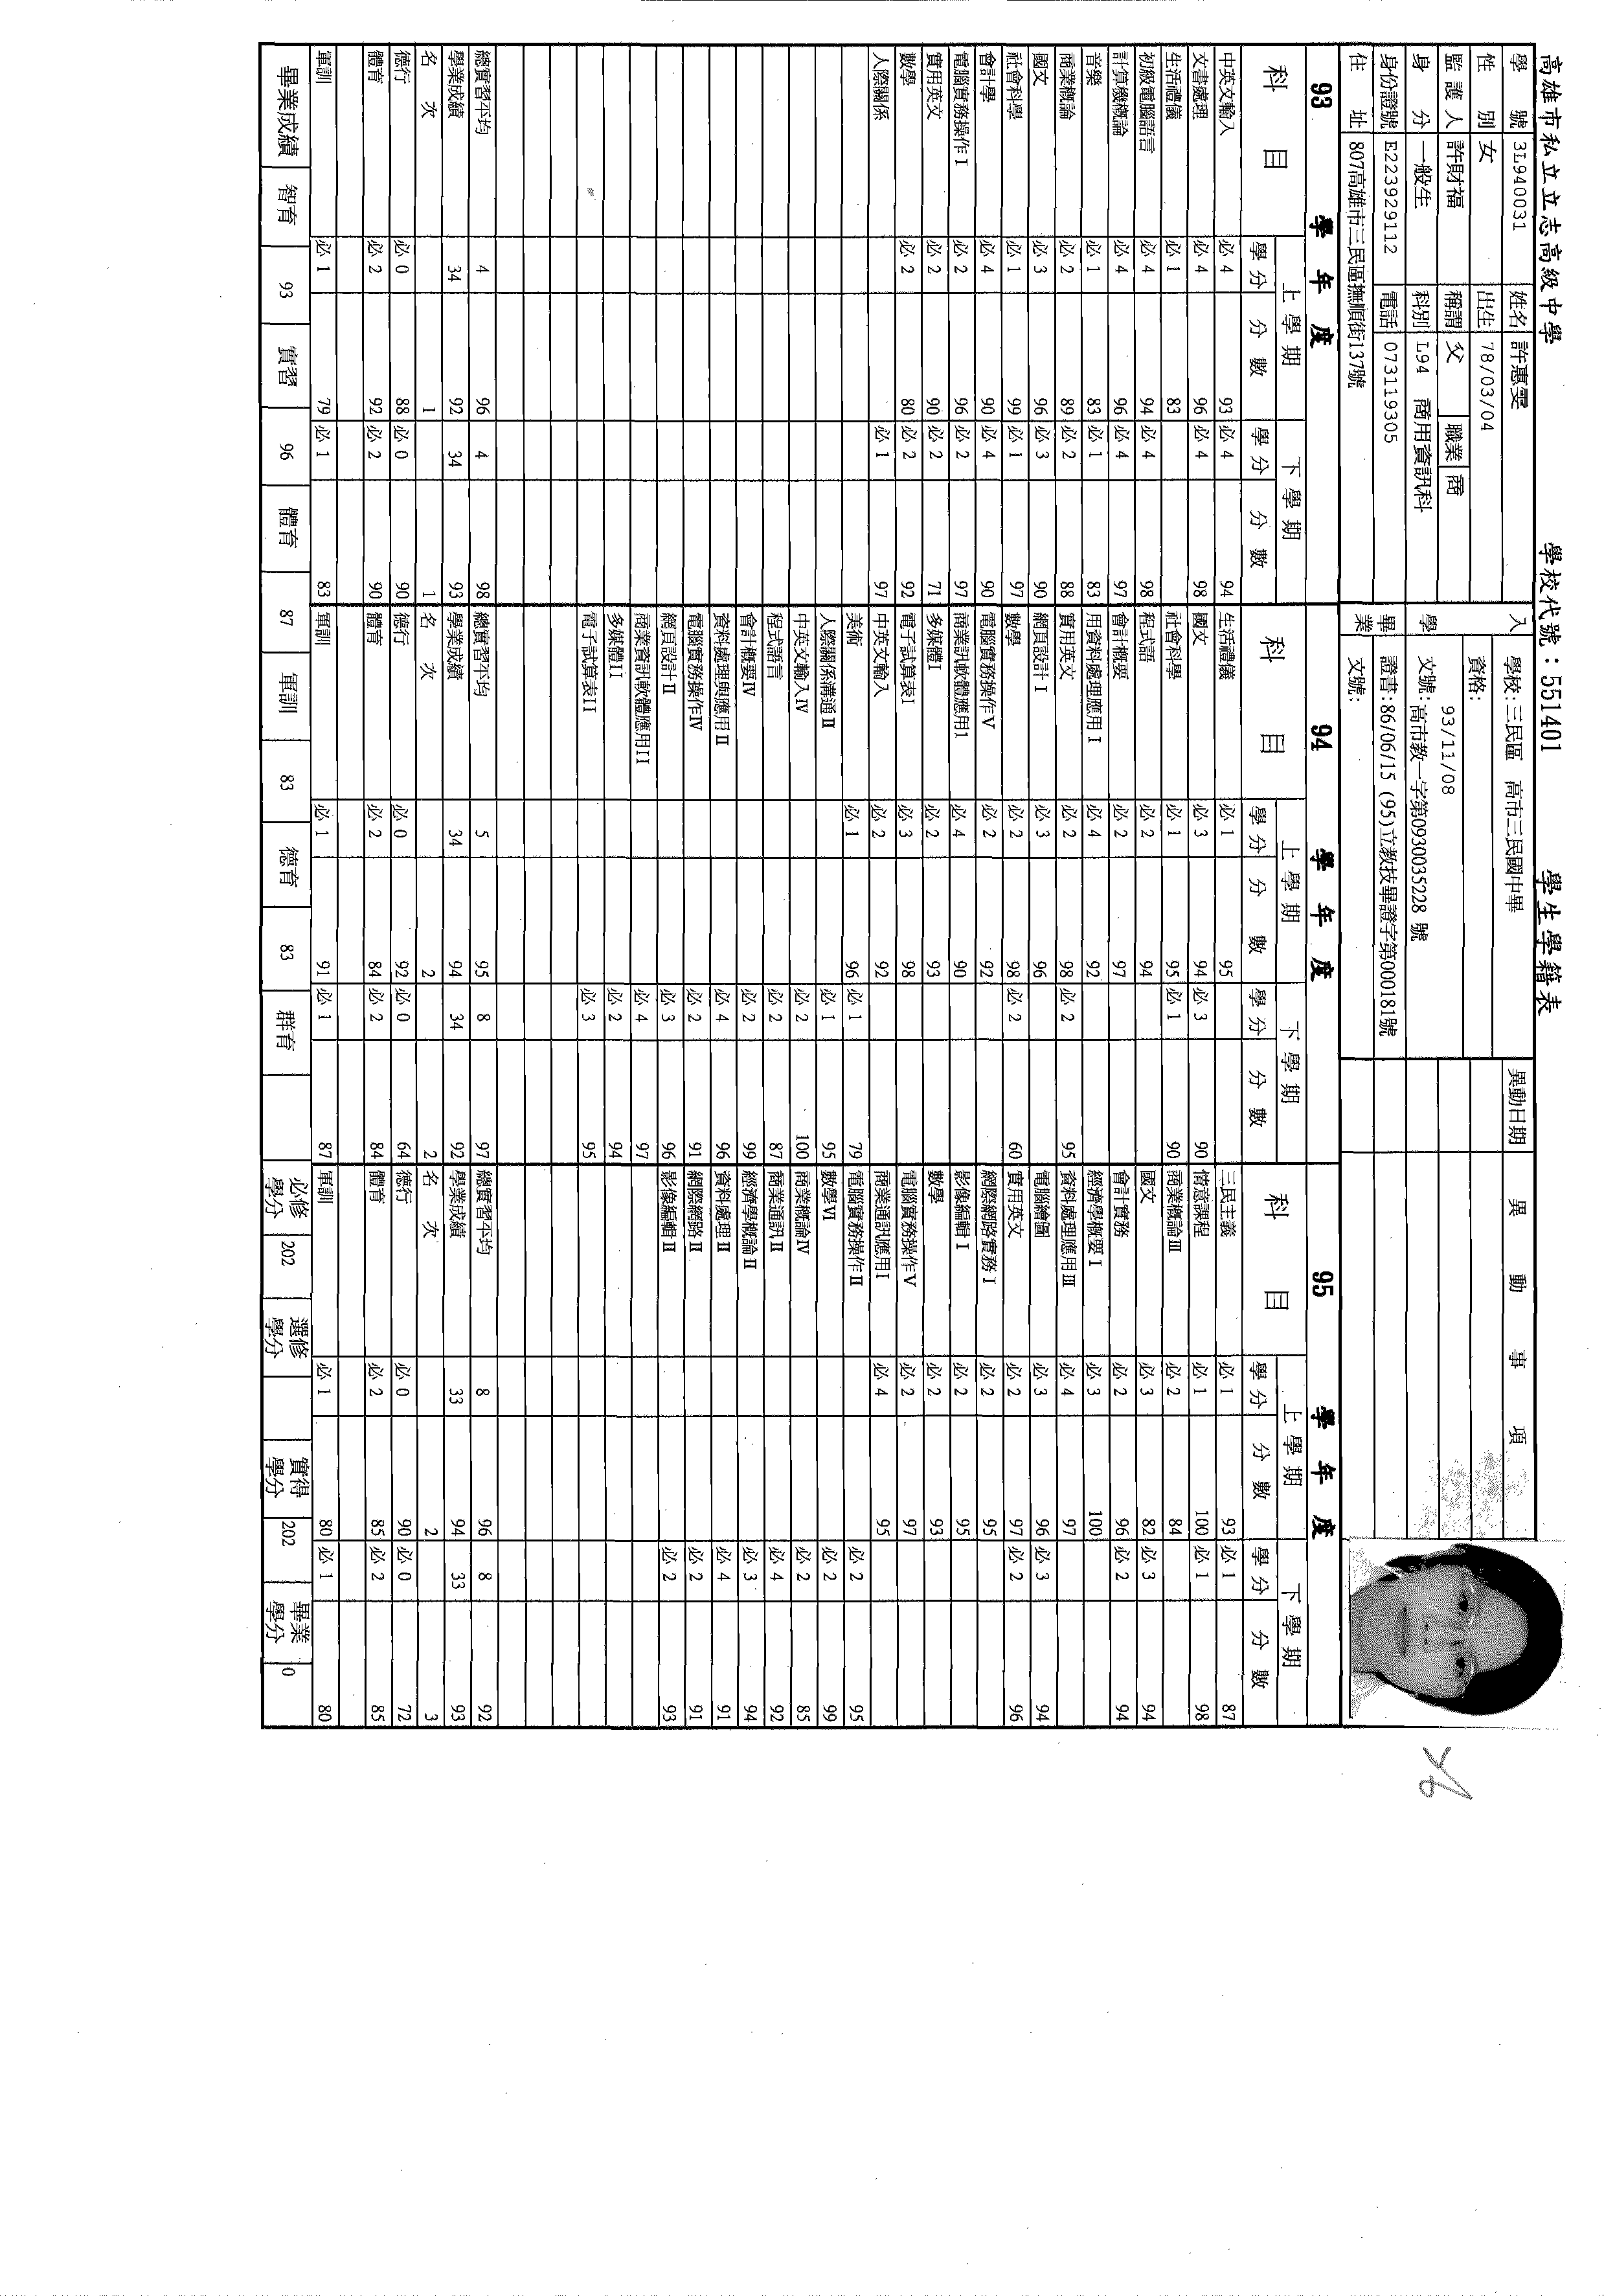 高雄市私立立志高級中學 學校代號：551401 學生學籍表
學號 3L940031 姓名 許惠雯 入 學校:三民區 高市三民國中畢 異動日期 異動事項
性別 女 出生 78/03/04 資格:
監護人 許財福 稱謂 父 職業 商 93/11/08
身分 一般生 科別 L94 商用資訊科 學 文號:高市教一字第0930035228 號
身份證號 E223929112 電話 073119305 畢 證書:86/06/15 (95)立教技畢證字第000181號
住址 807高雄市三民區撫順街137號 業 文號:
93 學年度 94 學年度 95 學年度
科目 上學期 下學期 科目 上學期 下學期 科目 上學期 下學期
學分 分數 學分 分數 學分 分數 學分 分數 學分 分數 學分 分數
中英文輸入 必 4 93 必 4 94 生活禮儀 必 1 95 三民主義 必 1 93 必 1 87
文書處理 必 4 96 必 4 98 國文 必 3 94 必 3 90 惜意課程 必 1 100 必 1 98
生活禮儀 必 1 83 社會科學 必 1 95 必 1 90 商業概論Ⅲ 必 2 84
初級電腦語言 必 4 94 必 4 98 程式語 必 2 94 國文 必 3 82 必 3 94
計算機概論 必 4 96 必 4 97 會計概要 必 2 97 會計實務 必 2 96 必 2 94
音樂 必 1 83 必 1 83 用資料處理應用Ⅰ 必 4 92 經濟學概要Ⅰ 必 3 100
商業概論 必 2 89 必 2 88 實用英文 必 2 98 必 2 95 資料處理應用Ⅲ 必 4 97
國文 必 3 96 必 3 90 網頁設計Ⅰ 必 3 96 電腦繪圖 必 3 96 必 3 94
社會科學 必 1 99 必 1 97 數學 必 2 98 必 2 60 實用英文 必 2 97 必 2 96
會計學 必 4 90 必 4 90 電腦實務操作Ⅴ 必 2 92 網際網路實務Ⅰ 必 2 95
電腦實務操作Ⅰ 必 2 96 必 2 97 商業訊軟體應用1 必 4 90 影像編輯Ⅰ 必 2 95
實用英文 必 2 90 必 2 71 多媒體I 必 2 93 數學 必 2 93
數學 必 2 80 必 2 92 電子試算表I 必 3 98 電腦實務操作Ⅴ 必 2 97
人際關係 必 1 97 中英文輸入 必 2 92 商業通訊應用Ⅰ 必 4 95
美術 必 1 96 必 1 79 電腦實務操作Ⅱ 必 2 95
人際關係溝通Ⅱ 必 1 95 數學Ⅵ 必 2 99
中英文輸入Ⅳ 必 2 100 商業概論Ⅳ 必 2 85
程式語言 必 2 87 商業通訊Ⅱ 必 4 92
會計概要Ⅳ 必 2 99 經濟學概論Ⅱ 必 3 94
資料處理與應用Ⅱ 必 4 96 資料處理Ⅱ 必 4 91
電腦實務操作Ⅳ 必 2 91 網際網路Ⅱ 必 2 91
網頁設計Ⅱ 必 3 96 影像編輯Ⅱ 必 2 93
商業資訊軟體應用II 必 4 97
多媒體II 必 2 94
電子試算表II 必 3 95
總實習平均 4 96 4 98 總實習平均 5 95 8 97 總實習平均 8 96 8 92
學業成績 34 92 34 93 學業成績 34 94 34 92 學業成績 33 94 33 93
名次 1 1 名次 2 2 名次 2 3
德行 必 0 88 必 0 90 德行 必 0 92 必 0 64 德行 必 0 90 必 0 72
體育 必 2 92 必 2 90 體育 必 2 84 必 2 84 體育 必 2 85 必 2 85
軍訓 必 1 79 必 1 83 軍訓 必 1 91 必 1 87 軍訓 必 1 80 必 1 80
畢業成績 智育 93 實習 96 體育 87 軍訓 83 德育 83 群育 必修學分 202 選修學分 實得學分 202 畢業學分 0